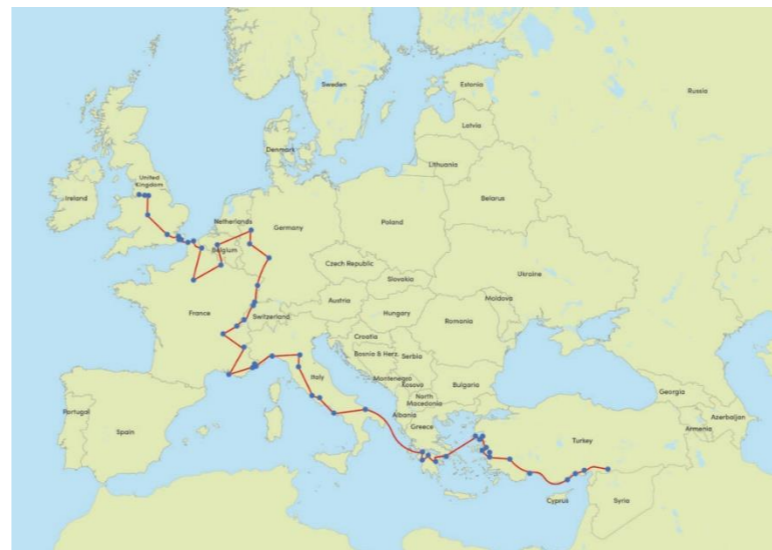 Sweden
Russia
Estonia
Latvia
Denmark
Lithuania
United
Kingdom
Ireland
Belarus
Netherlands
Germany
Poland
Belgium
Czech Republic
Ukraine
Slovakia
Moldova
Austria
Hungary
France
Switzerland
Romania
Croatia
Bosnia & Herz.
Serbia
Italy
Montenegro
Kosovo
Bulgaria
Georgia
North
Macedonia
Albania
Azerbaijan
Armenia
Portugal
Spain
Greece
Turkey
Cyprus
Syria